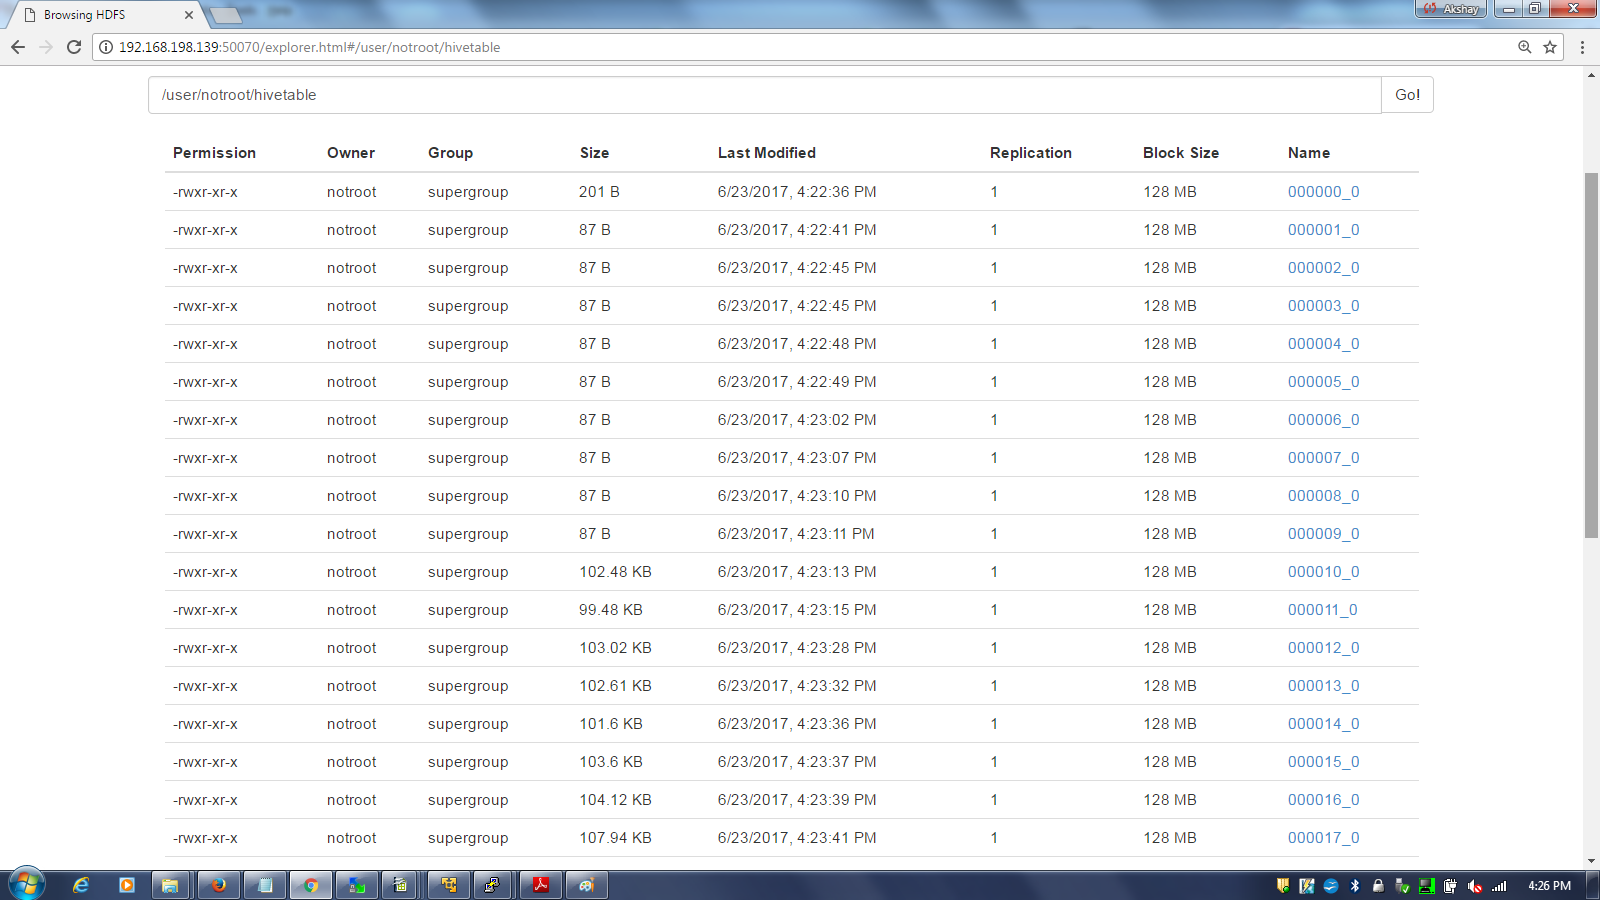 Browsing HDFS
Akshay
192.168.198.139:50070/explorer.html#/user/notroot/hivetable
/user/notroot/hivetable Go!
Permission Owner Group Size Last Modified Replication Block Size Name
-rwxr-xr-x notroot supergroup 201 B 6/23/2017, 4:22:36 PM 1 128 MB 000000_0
-rwxr-xr-x notroot supergroup 87 B 6/23/2017, 4:22:41 PM 1 128 MB 000001_0
-rwxr-xr-x notroot supergroup 87 B 6/23/2017, 4:22:45 PM 1 128 MB 000002_0
-rwxr-xr-x notroot supergroup 87 B 6/23/2017, 4:22:45 PM 1 128 MB 000003_0
-rwxr-xr-x notroot supergroup 87 B 6/23/2017, 4:22:48 PM 1 128 MB 000004_0
-rwxr-xr-x notroot supergroup 87 B 6/23/2017, 4:22:49 PM 1 128 MB 000005_0
-rwxr-xr-x notroot supergroup 87 B 6/23/2017, 4:23:02 PM 1 128 MB 000006_0
-rwxr-xr-x notroot supergroup 87 B 6/23/2017, 4:23:07 PM 1 128 MB 000007_0
-rwxr-xr-x notroot supergroup 87 B 6/23/2017, 4:23:10 PM 1 128 MB 000008_0
-rwxr-xr-x notroot supergroup 87 B 6/23/2017, 4:23:11 PM 1 128 MB 000009_0
-rwxr-xr-x notroot supergroup 102.48 KB 6/23/2017, 4:23:13 PM 1 128 MB 000010_0
-rwxr-xr-x notroot supergroup 99.48 KB 6/23/2017, 4:23:15 PM 1 128 MB 000011_0
-rwxr-xr-x notroot supergroup 103.02 KB 6/23/2017, 4:23:28 PM 1 128 MB 000012_0
-rwxr-xr-x notroot supergroup 102.61 KB 6/23/2017, 4:23:32 PM 1 128 MB 000013_0
-rwxr-xr-x notroot supergroup 101.6 KB 6/23/2017, 4:23:36 PM 1 128 MB 000014_0
-rwxr-xr-x notroot supergroup 103.6 KB 6/23/2017, 4:23:37 PM 1 128 MB 000015_0
-rwxr-xr-x notroot supergroup 104.12 KB 6/23/2017, 4:23:39 PM 1 128 MB 000016_0
-rwxr-xr-x notroot supergroup 107.94 KB 6/23/2017, 4:23:41 PM 1 128 MB 000017_0
4:26 PM